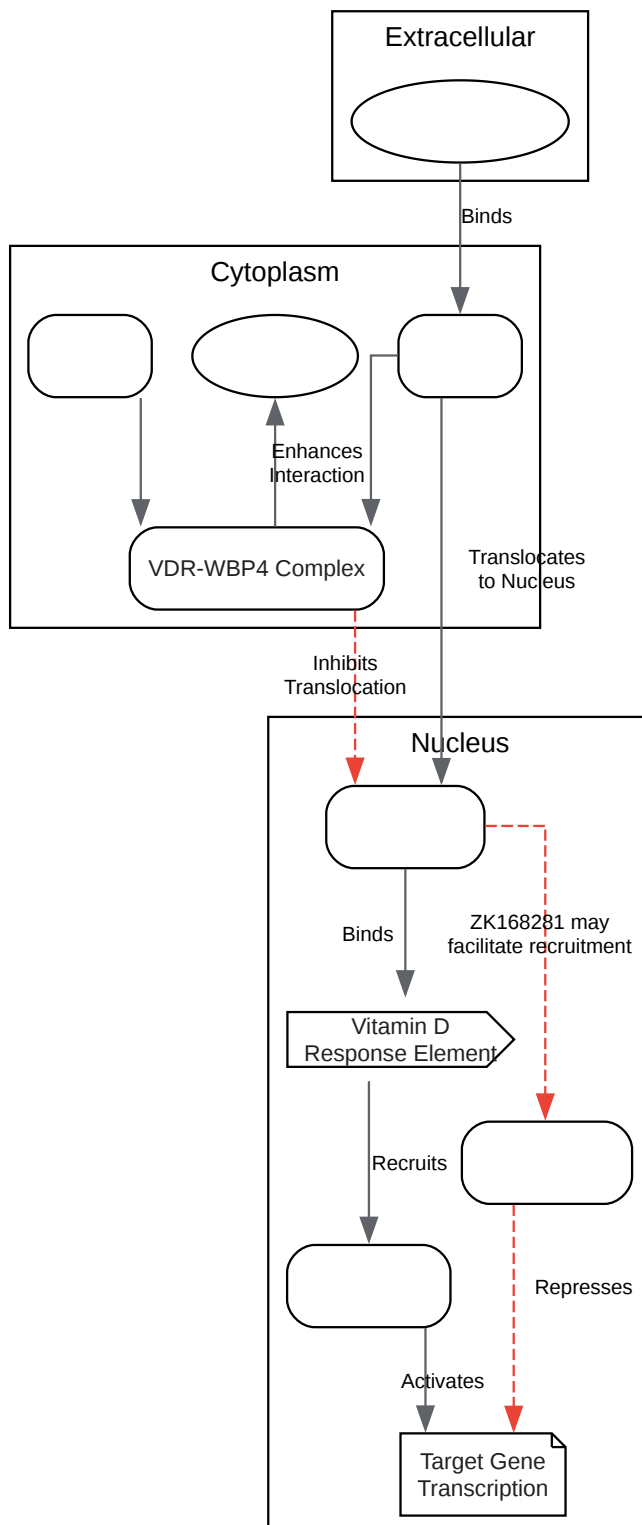 Extracellular
Binds
Cytoplasm
Enhances
Interaction
VDR-WBP4 Complex
Translocates
to Nucleus
Inhibits
Translocation
Nucleus
Binds
ZK168281 may
facilitate recruitment
Vitamin D
Response Element
Recruits
Represses
Activates
Target Gene
Transcription